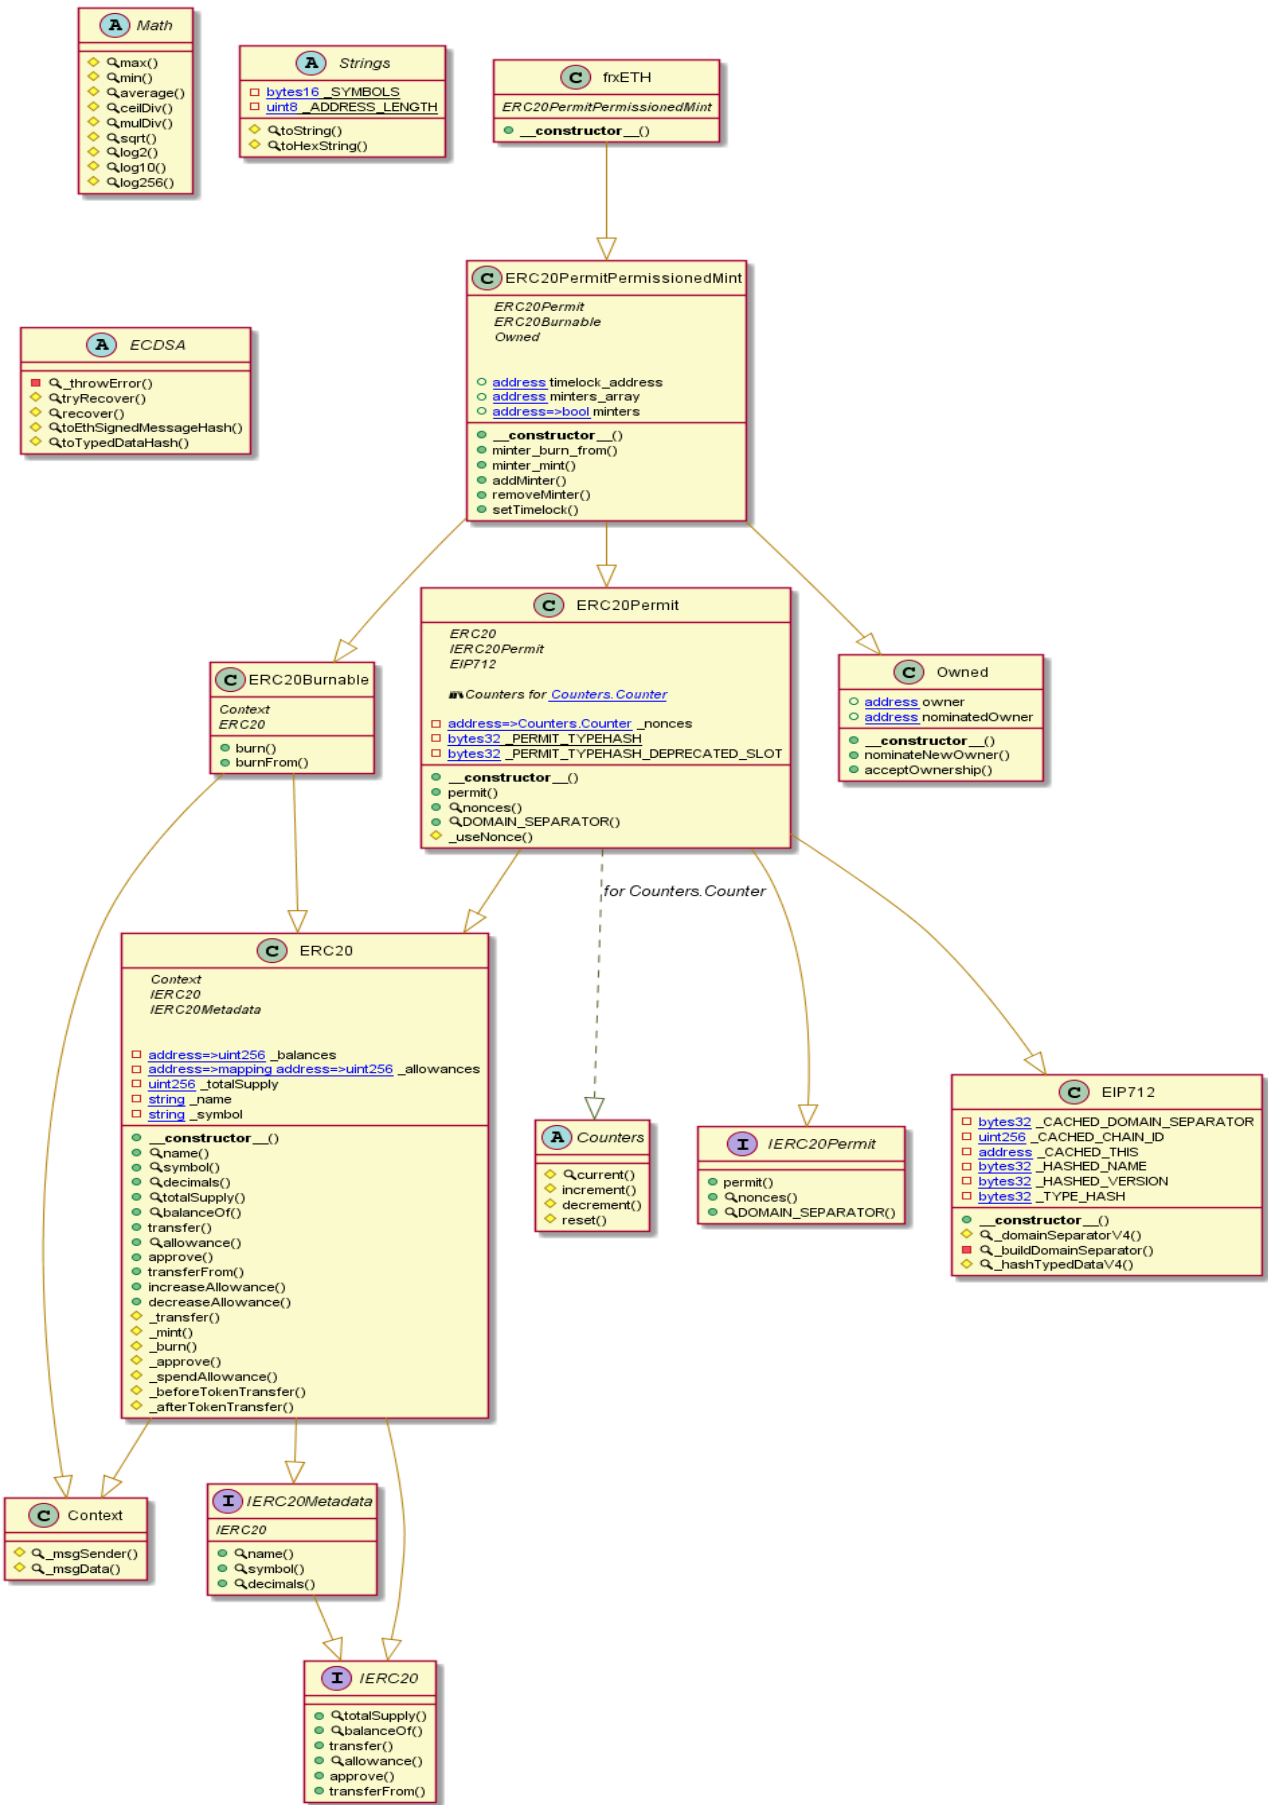 A Math
max()
min()
average()
ceilDiv()
mulDiv()
sqrt()
log2()
log10()
log256()
A Strings
bytes16 _SYMBOLS
uint8 _ADDRESS_LENGTH
toString()
toHexString()
C frxETH
ERC20PermitPermissionedMint
__constructor__()
A ECDSA
_throwError()
tryRecover()
recover()
toEthSignedMessageHash()
toTypedDataHash()
C ERC20PermitPermissionedMint
ERC20Permit
ERC20Burnable
Owned
address timelock_address
address minters_array
address=>bool minters
__constructor__()
minter_burn_from()
minter_mint()
addMinter()
removeMinter()
setTimelock()
C ERC20Burnable
Context
ERC20
burn()
burnFrom()
C ERC20Permit
ERC20
IERC20Permit
EIP712
Counters for Counters.Counter
address=>Counters.Counter _nonces
bytes32 _PERMIT_TYPEHASH
bytes32 _PERMIT_TYPEHASH_DEPRECATED_SLOT
__constructor__()
permit()
nonces()
DOMAIN_SEPARATOR()
_useNonce()
C Owned
address owner
address nominatedOwner
__constructor__()
nominateNewOwner()
acceptOwnership()
for Counters.Counter
C ERC20
Context
IERC20
IERC20Metadata
address=>uint256 _balances
address=>mapping address=>uint256 _allowances
uint256 _totalSupply
string _name
string _symbol
__constructor__()
name()
symbol()
decimals()
totalSupply()
balanceOf()
transfer()
allowance()
approve()
transferFrom()
increaseAllowance()
decreaseAllowance()
_transfer()
_mint()
_burn()
_approve()
_spendAllowance()
_beforeTokenTransfer()
_afterTokenTransfer()
A Counters
current()
increment()
decrement()
reset()
I IERC20Permit
permit()
nonces()
DOMAIN_SEPARATOR()
C EIP712
bytes32 _CACHED_DOMAIN_SEPARATOR
uint256 _CACHED_CHAIN_ID
address _CACHED_THIS
bytes32 _HASHED_NAME
bytes32 _HASHED_VERSION
bytes32 _TYPE_HASH
__constructor__()
_domainSeparatorV4()
_buildDomainSeparator()
_hashTypedDataV4()
C Context
_msgSender()
_msgData()
I IERC20Metadata
IERC20
name()
symbol()
decimals()
I IERC20
totalSupply()
balanceOf()
transfer()
allowance()
approve()
transferFrom()